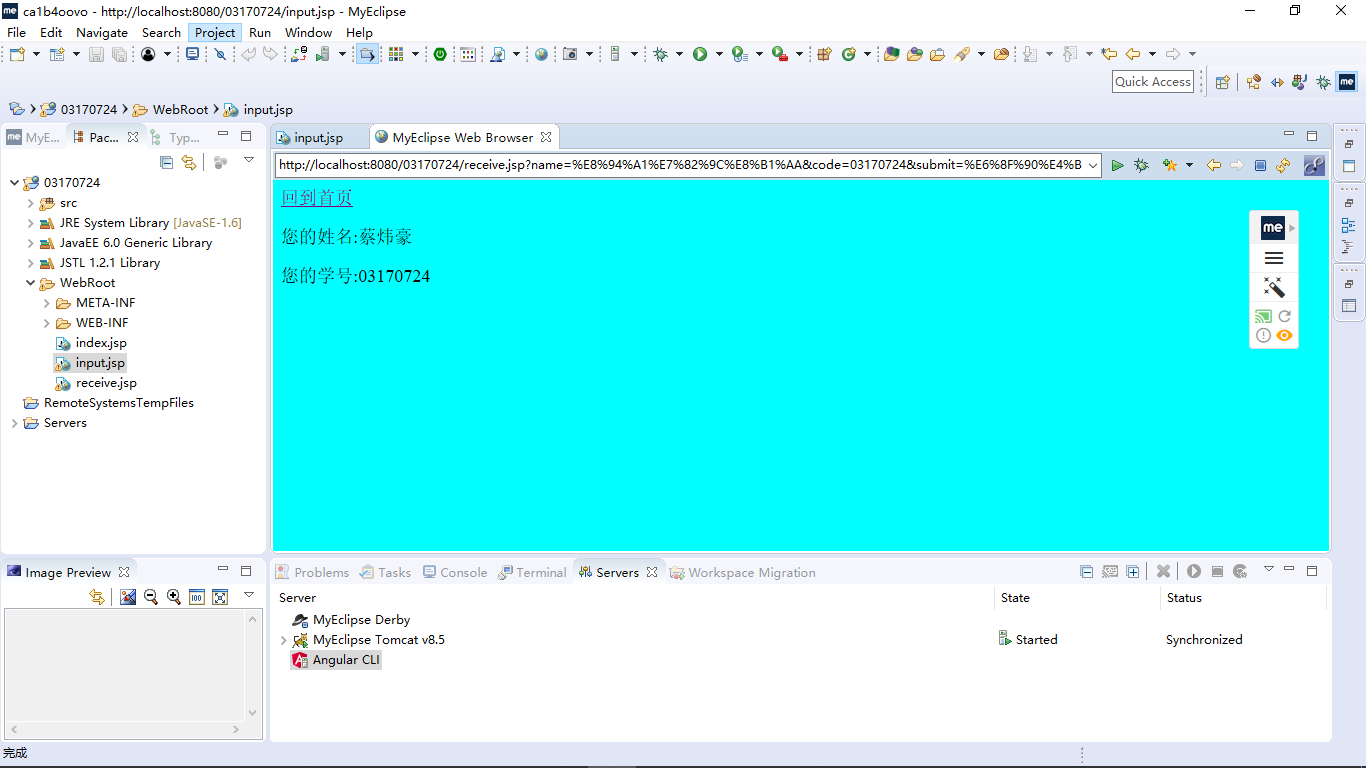 ca1b4oovo - http://localhost:8080/03170724/input.jsp - MyEclipse
File Edit Navigate Search Project Run Window Help
Quick Access
me
03170724 WebRoot input.jsp
me MyE... Pac... Typ...
input.jsp MyEclipse Web Browser
http://localhost:8080/03170724/receive.jsp?name=%E8%94%A1%E7%82%9C%E8%B1%AA&code=03170724&submit=%E6%8F%90%E4%B
03170724
src
JRE System Library [JavaSE-1.6]
JavaEE 6.0 Generic Library
JSTL 1.2.1 Library
WebRoot
META-INF
WEB-INF
index.jsp
input.jsp
receive.jsp
RemoteSystemsTempFiles
Servers
回到首页
您的姓名:蔡炜豪
您的学号:03170724
me
Image Preview
100
Problems Tasks Console Terminal Servers Workspace Migration
Server State Status
MyEclipse Derby
MyEclipse Tomcat v8.5 Started Synchronized
Angular CLI
完成